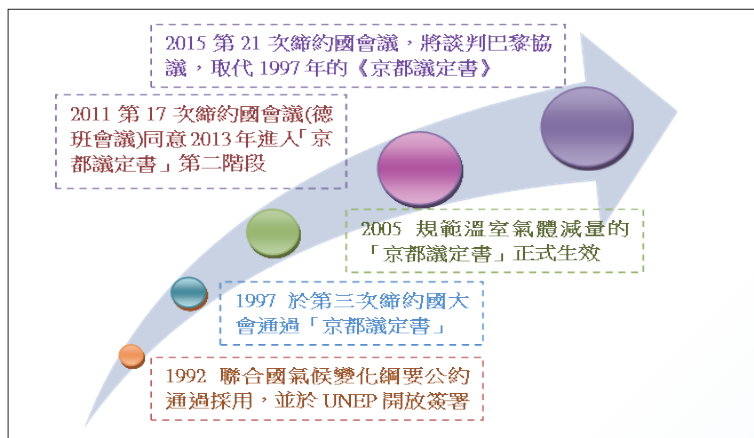 2015 第 21 次締約國會議，將談判巴黎協
議，取代 1997 年的《京都議定書》
2011 第 17 次締約國會議(德
班會議)同意 2013 年進入「京
都議定書」第二階段
2005 規範溫室氣體減量的
「京都議定書」正式生效
1997 於第三次締約國大
會通過「京都議定書」
1992 聯合國氣候變化綱要公約
通過採用，並於 UNEP 開放簽署